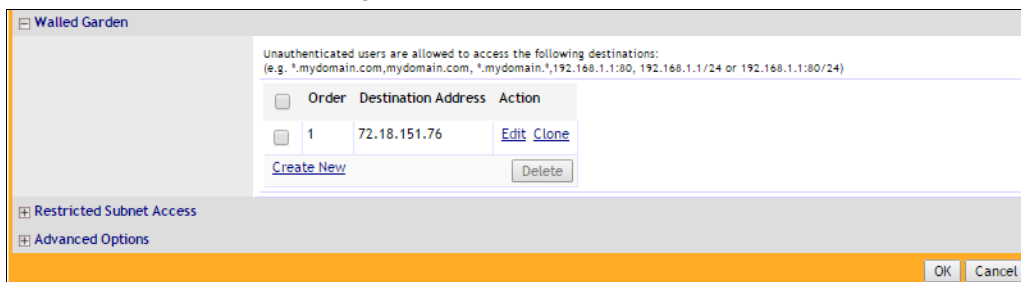 Walled Garden
Unauthenticated users are allowed to access the following destinations:
(e.g. *.mydomain.com,mydomain.com, *.mydomain.*,192.168.1.1:80, 192.168.1.1/24 or 192.168.1.1:80/24)
Order Destination Address Action
1 72.18.151.76 Edit Clone
Create New Delete
Restricted Subnet Access
Advanced Options
OK Cancel